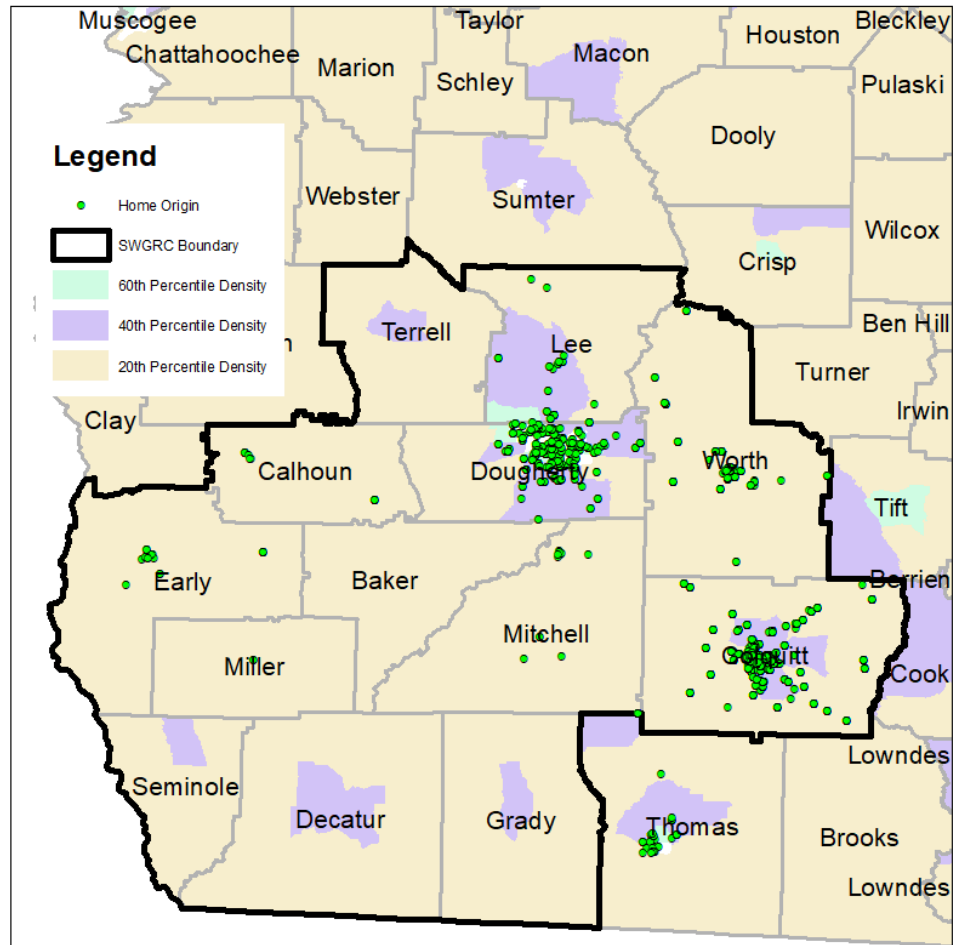 Muscogee
Taylor
Bleckley
Chattahoochee
Marion
Schley
Macon
Houston
Pulaski
Dooly
Legend
Home Origin
SWGRC Boundary
60th Percentile Density
40th Percentile Density
20th Percentile Density
Webster
Sumter
Wilcox
Crisp
Terrell
Lee
Ben Hill
Turner
Irwin
Clay
Calhoun
Dougherty
Worth
Tift
Early
Baker
Berrien
Mitchell
Miller
Colquitt
Cook
Seminole
Decatur
Grady
Thomas
Lowndes
Brooks
Lowndes